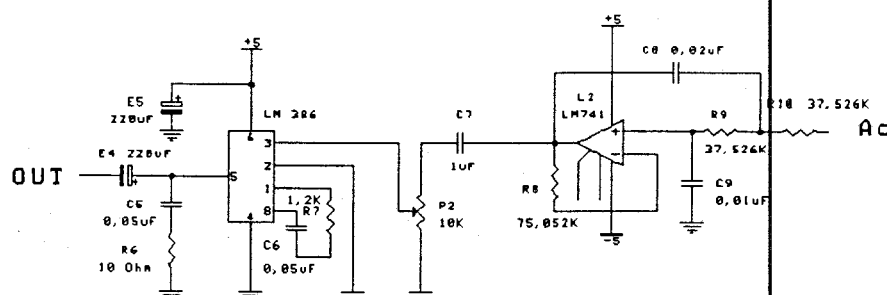 +5
+5
C8 0,02uF
E5
220uF
LM 386
C7
L2
LM741
R9
R10 37,526K
Ac
6
3
+
E4 220uF
2
1uF
-
37,526K
OUT
5
1
1,2K
R7
R8
C9
0,01uF
C5
0,05uF
8
P2
10K
75,052K
4
C6
R6
10 Ohm
0,05uF
-5